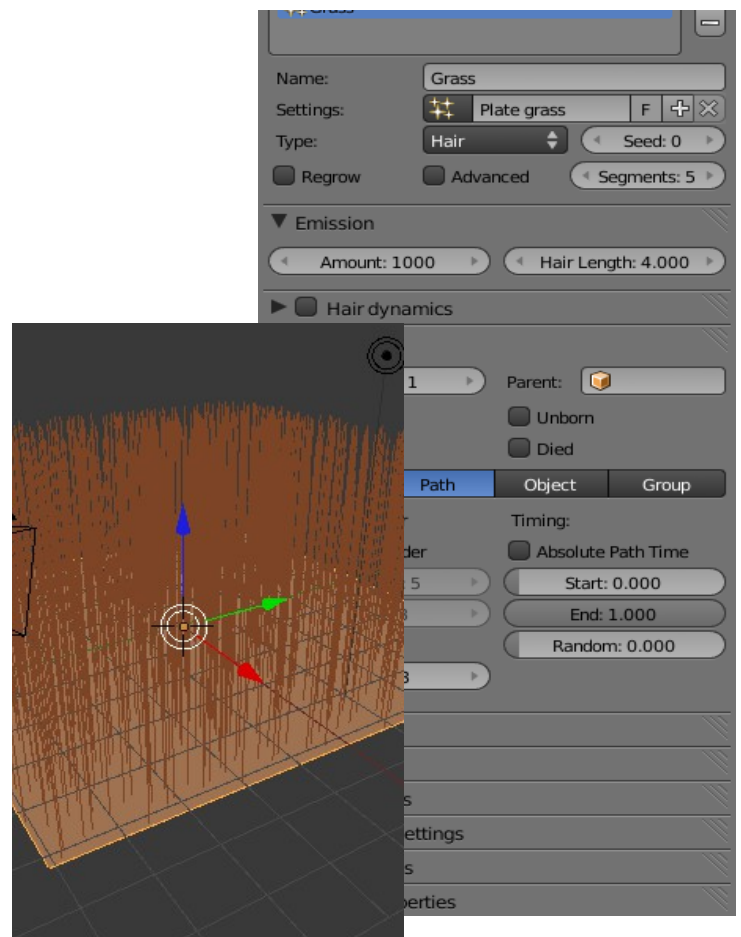 Grass
Name: Grass
Settings: Plate grass F
Type: Hair Seed: 0
Regrow Advanced Segments: 5
Emission
Amount: 1000 Hair Length: 4.000
Hair dynamics
1 Parent:
Unborn
Died
Path Object Group
Timing:
der Absolute Path Time
5 Start: 0.000
End: 1.000
Random: 0.000
s
ettings
s
perties